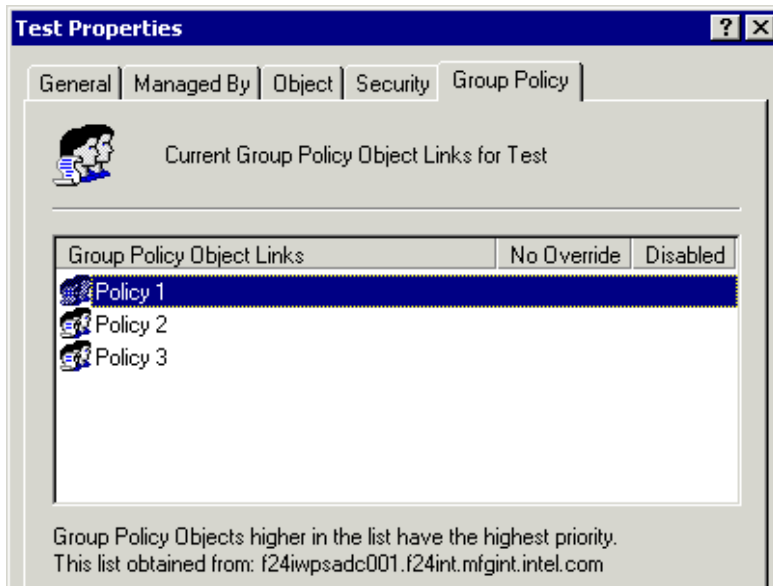 Test Properties
General Managed By Object Security Group Policy
Current Group Policy Object Links for Test
Group Policy Object Links No Override Disabled
Policy 1
Policy 2
Policy 3
Group Policy Objects higher in the list have the highest priority.
This list obtained from: f24iwpsadc001.f24int.mfgint.intel.com